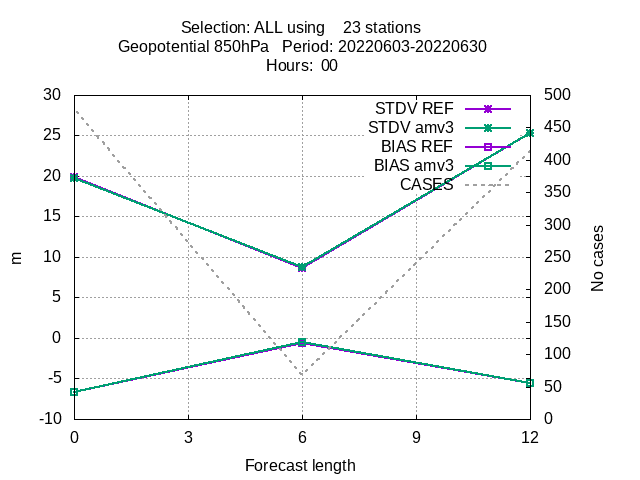 Selection: ALL using    23 stations
Geopotential 850hPa   Period: 20220603-20220630
Hours:  00
30
25
20
15
10
5
0
-5
-10
m
STDV REF
STDV amv3
BIAS REF
BIAS amv3
CASES
500
450
400
350
300
250
200
150
100
50
0
No cases
0 3 6 9 12
Forecast length